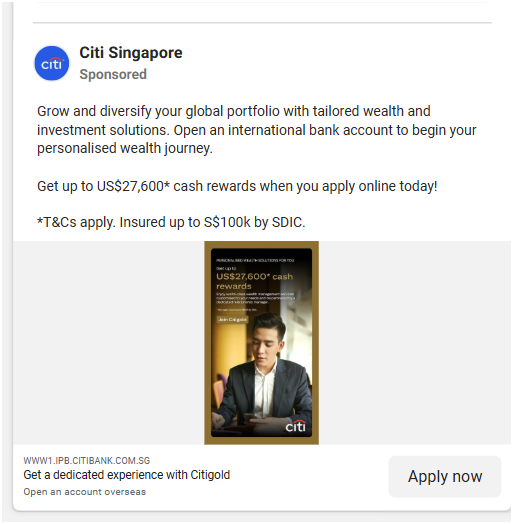 citi
Citi Singapore
Sponsored
Grow and diversify your global portfolio with tailored wealth and
investment solutions. Open an international bank account to begin your
personalised wealth journey.
Get up to US$27,600* cash rewards when you apply online today!
*T&Cs apply. Insured up to S$100k by SDIC.
PERSONALISED WEALTH SOLUTIONS FOR YOU
Get up to
US$27,600* cash
rewards
Join Citigold
citi
WWW1.IPB.CITIBANK.COM.SG
Get a dedicated experience with Citigold
Open an account overseas
Apply now